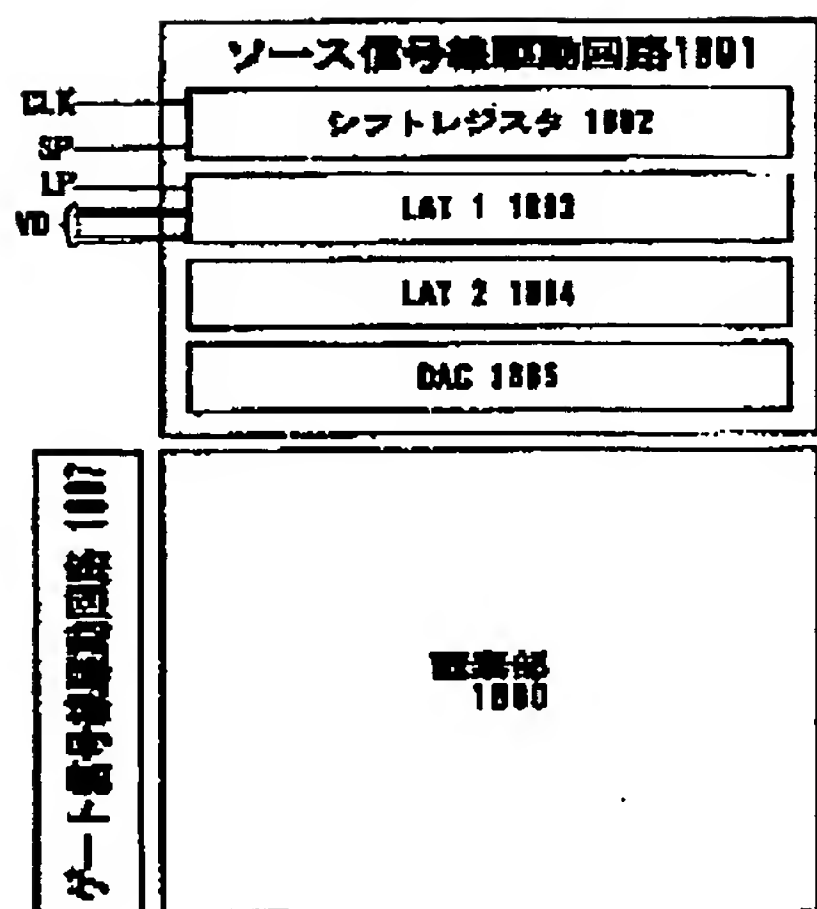 ソース信号線駆動回路1801
CLK
シフトレジスタ 1802
SP
LP
LAT 1 1803
VD
LAT 2 1804
DAC 1805
ゲート信号線駆動回路 1807
画素部
1800